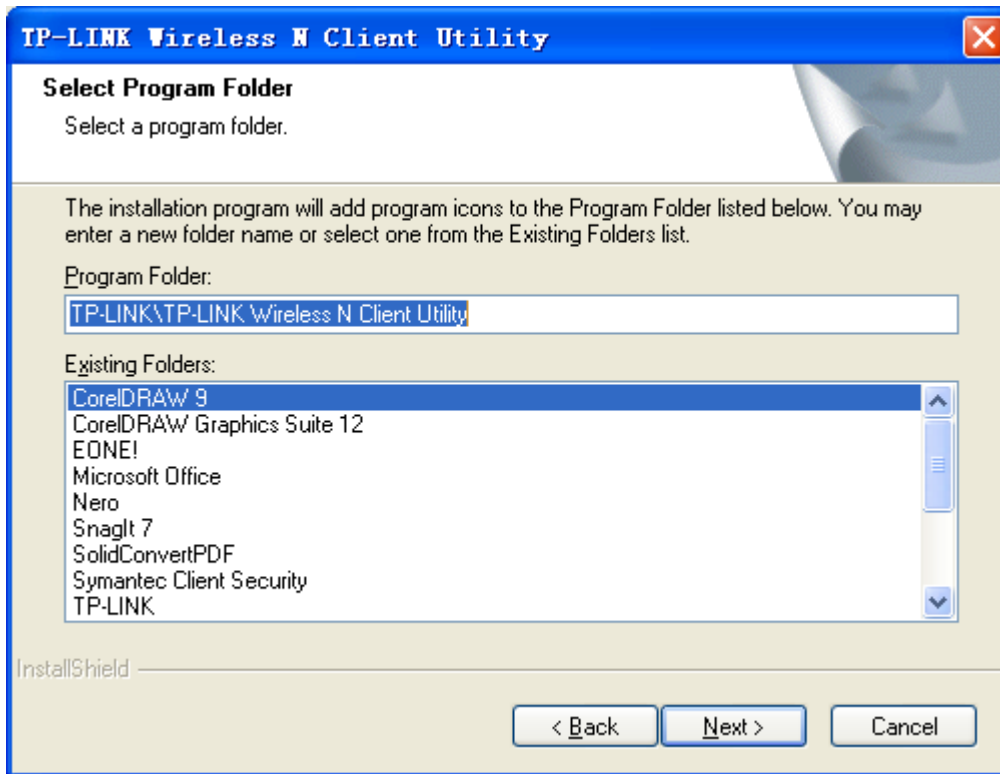 TP-LINK Wireless N Client Utility
Select Program Folder
Select a program folder.
The installation program will add program icons to the Program Folder listed below. You may
enter a new folder name or select one from the Existing Folders list.
Program Folder:
TP-LINK\TP-LINK Wireless N Client Utility
Existing Folders:
CorelDRAW 9
CorelDRAW Graphics Suite 12
EONE!
Microsoft Office
Nero
SnagIt 7
SolidConvertPDF
Symantec Client Security
TP-LINK
InstallShield
< Back Next > Cancel